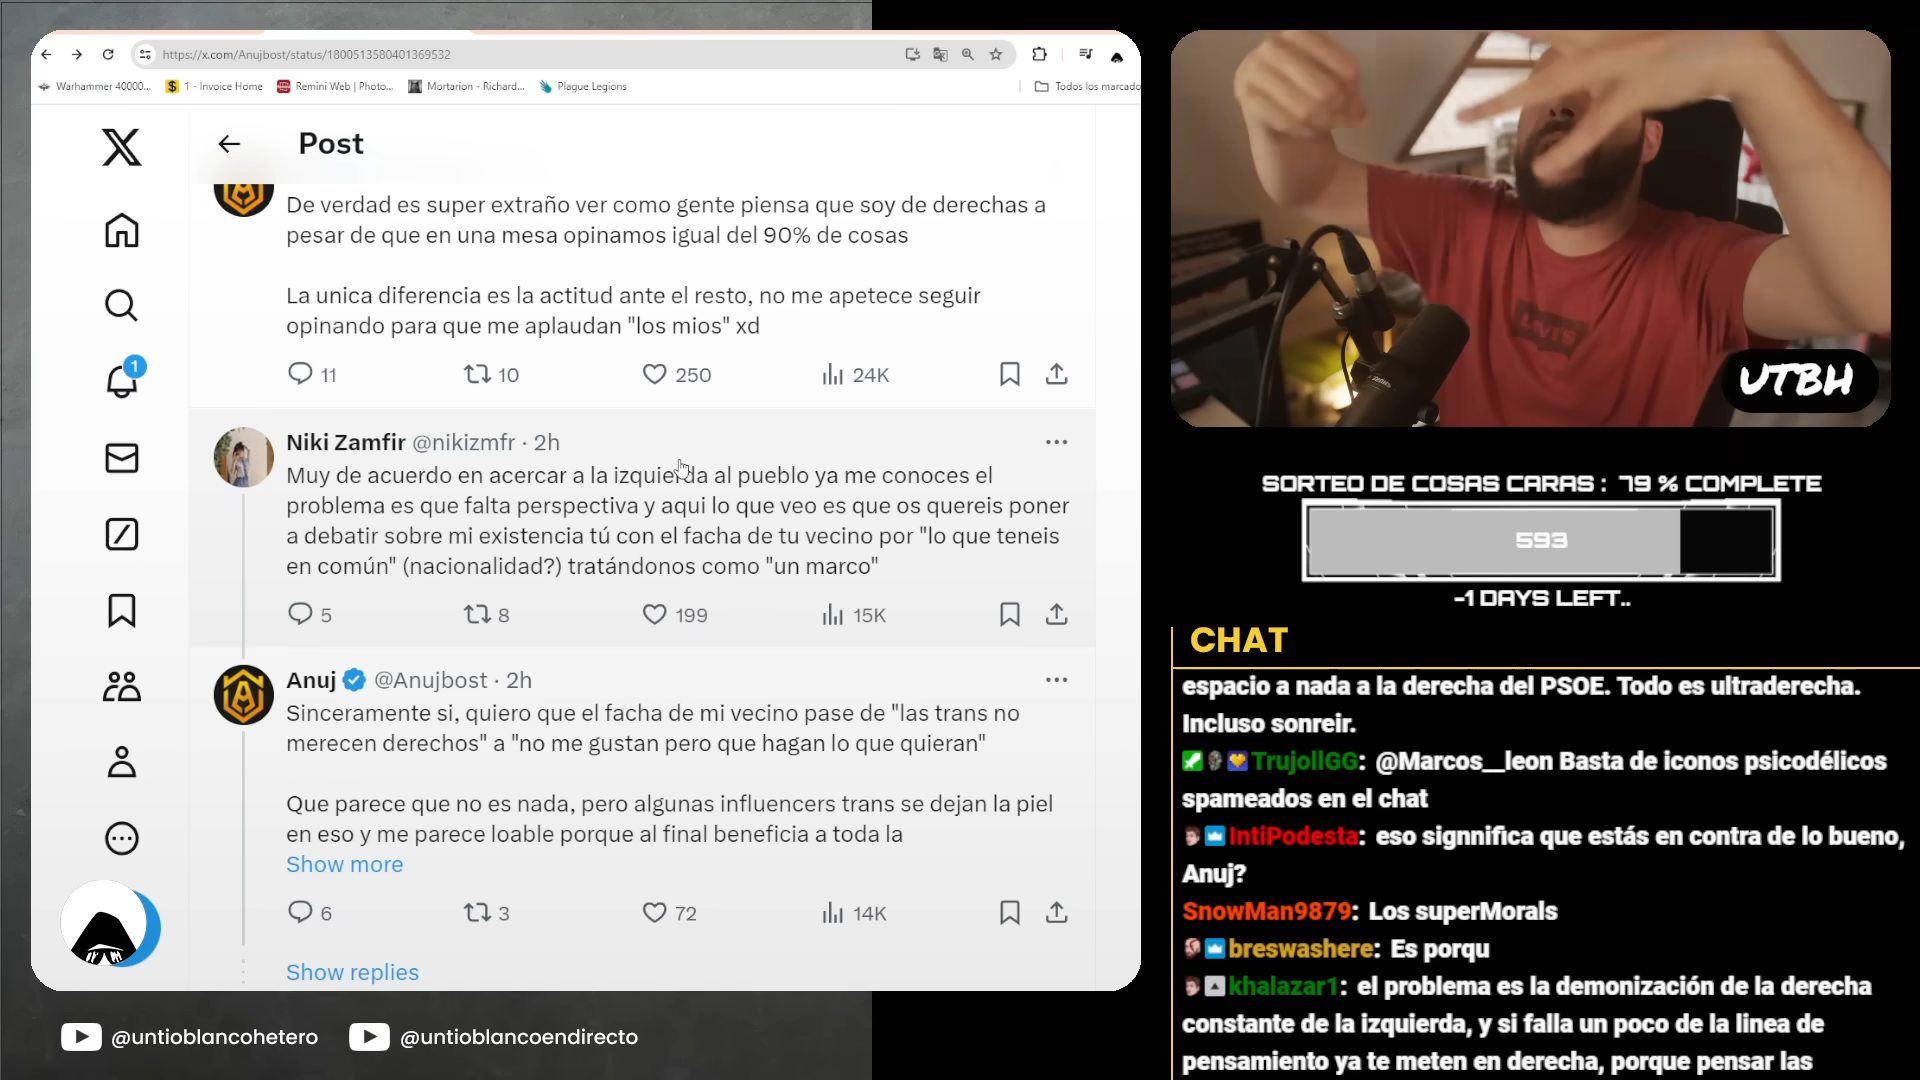 https://x.com/Anujbost/status/1800513580401369532
Warhammer 40000...
1 - Invoice Home
Remini Web | Photo...
Mortarion - Richard...
Plague Legions
Todos los marcado
Post
De verdad es super extraño ver como gente piensa que soy de derechas a
pesar de que en una mesa opinamos igual del 90% de cosas
La unica diferencia es la actitud ante el resto, no me apetece seguir
opinando para que me aplaudan "los mios" xd
11
10
250
24K
1
Niki Zamfir @nikizmfr · 2h
Muy de acuerdo en acercar a la izquierda al pueblo ya me conoces el
problema es que falta perspectiva y aqui lo que veo es que os quereis poner
a debatir sobre mi existencia tú con el facha de tu vecino por "lo que teneis
en común" (nacionalidad?) tratándonos como "un marco"
5
8
199
15K
Anuj @Anujbost · 2h
Sinceramente si, quiero que el facha de mi vecino pase de "las trans no
merecen derechos" a "no me gustan pero que hagan lo que quieran"
Que parece que no es nada, pero algunas influencers trans se dejan la piel
en eso y me parece loable porque al final beneficia a toda la
Show more
6
3
72
14K
Show replies
@untioblancohetero
@untioblancoendirecto
LEVI'S
UTBH
SORTEO DE COSAS CARAS : 79 % COMPLETE
593
-1 DAYS LEFT..
CHAT
espacio a nada a la derecha del PSOE. Todo es ultraderecha.
Incluso sonreir.
TrujollGG: @Marcos__leon Basta de iconos psicodélicos
spameados en el chat
IntiPodesta: eso signnifica que estás en contra de lo bueno,
Anuj?
SnowMan9879: Los superMorals
breswashere: Es porqu
khalazar1: el problema es la demonización de la derecha
constante de la izquierda, y si falla un poco de la linea de
pensamiento ya te meten en derecha, porque pensar las